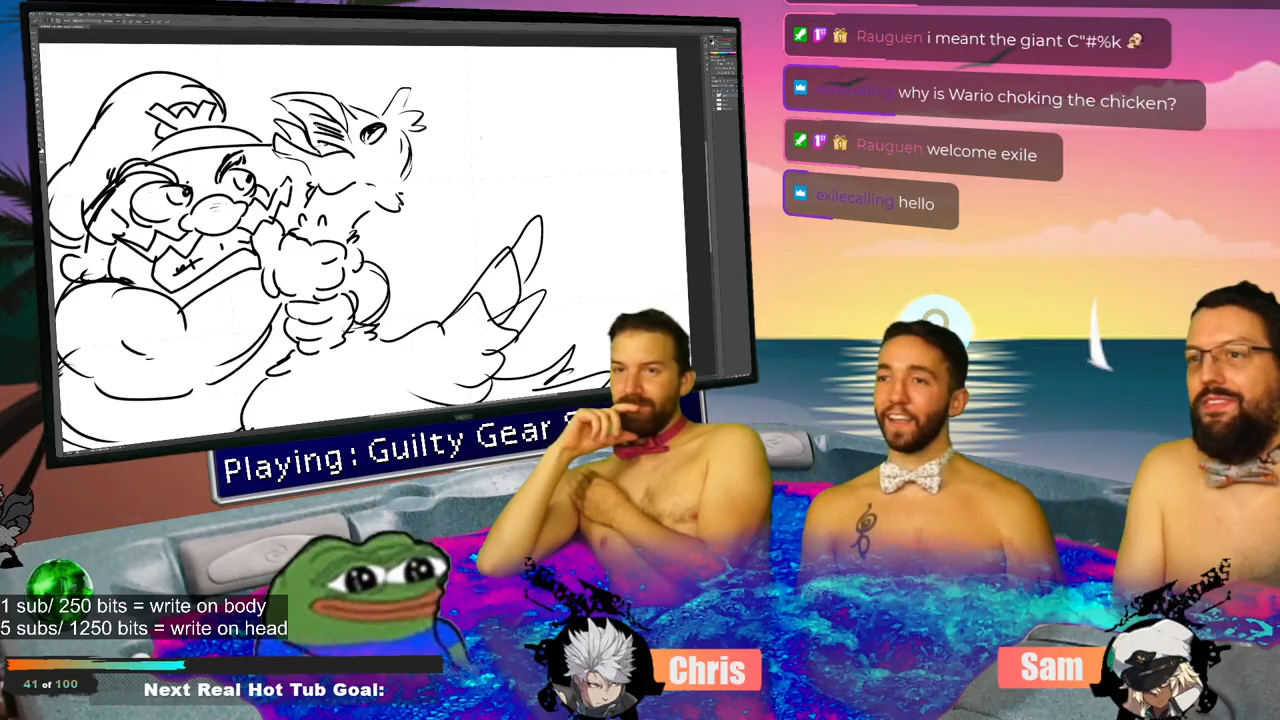 Rauguen i meant the giant C"#%k
exilecalling why is Wario choking the chicken?
Rauguen welcome exile
exilecalling hello
W
Playing: Guilty Gear
1 sub/ 250 bits = write on body
5 subs/ 1250 bits = write on head
41 of 100
Next Real Hot Tub Goal:
Chris
Sam